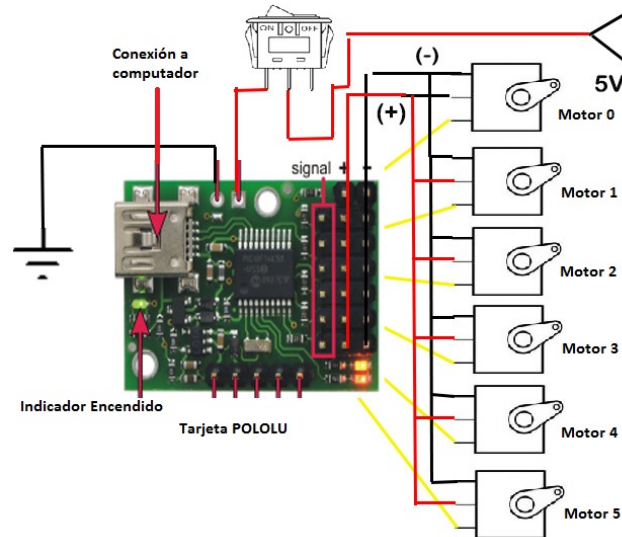 ON
OFF
Conexión a
computador
(-)
5V
(+)
Motor 0
signal + -
Motor 1
Motor 2
Motor 3
Indicador Encendido
Tarjeta POLOLU
Motor 4
Motor 5